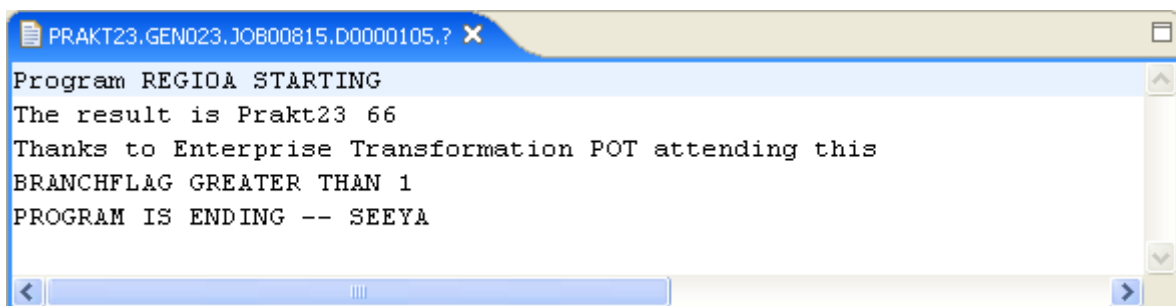 PRAKT23.GEN023.JOB00815.D0000105.?
Program REGIOA STARTING
The result is Prakt23 66
Thanks to Enterprise Transformation POT attending this
BRANCHFLAG GREATER THAN 1
PROGRAM IS ENDING -- SEEYA